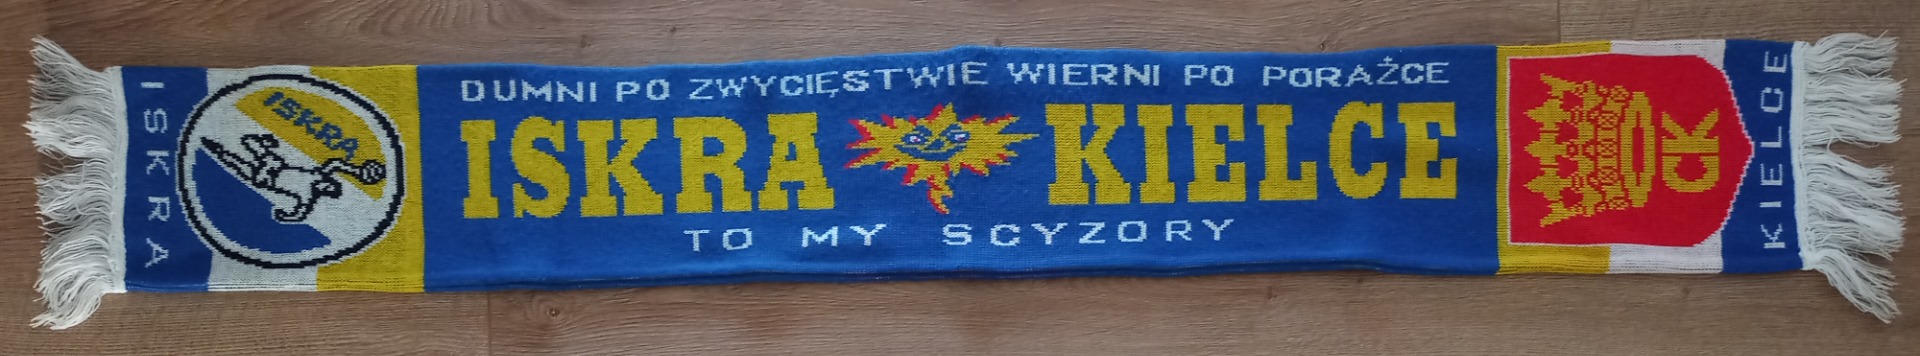 ISKRA
ISKRA
DUMNI PO ZWYCIĘSTWIE WIERNI PO PORAŻCE
ISKRA KIELCE
TO MY SCYZORY
CK
KIELCE